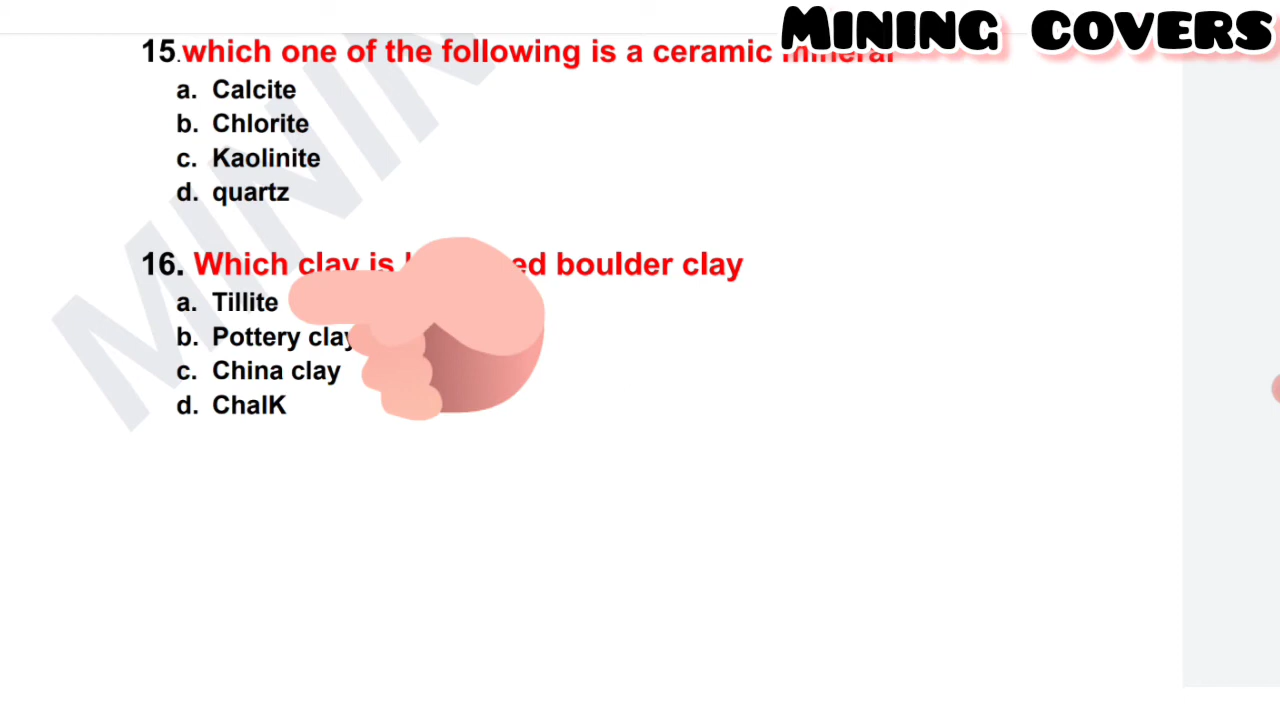 MINING COVERS
15.which one of the following is a ceramic mineral
a. Calcite
b. Chlorite
c. Kaolinite
d. quartz
16. Which clay is boulder clay
a. Tillite
b. Pottery clay
c. China clay
d. ChalK
MININ